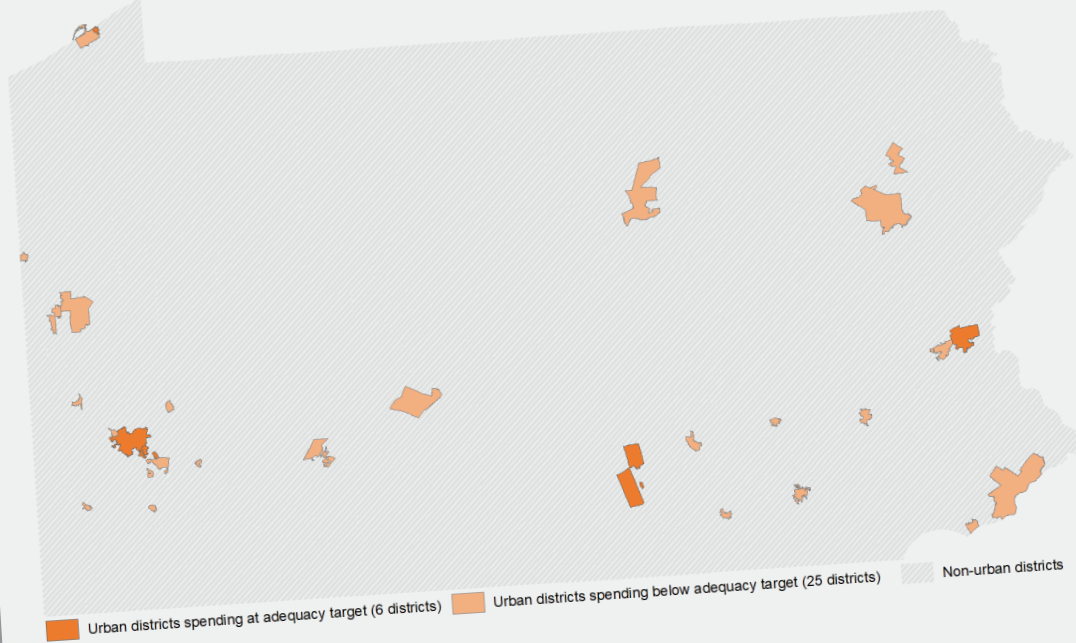 Urban districts spending at adequacy target (6 districts)
Urban districts spending below adequacy target (25 districts)
Non-urban districts